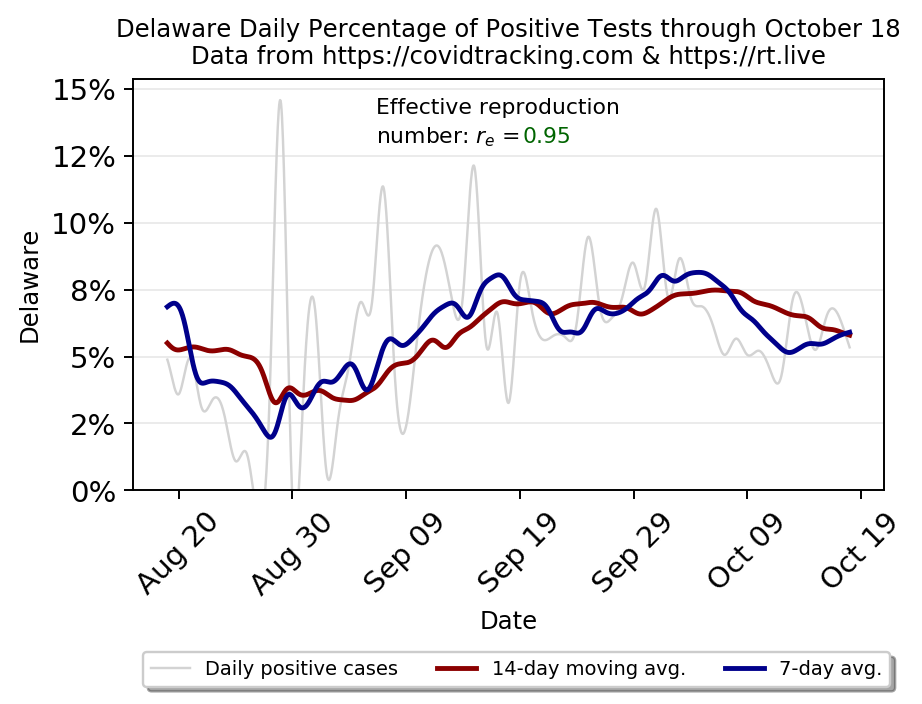 Delaware Daily Percentage of Positive Tests through October 18
Data from https://covidtracking.com & https://rt.live
Effective reproduction
number: rₑ =0.95
15%
12%
10%
8%
5%
2%
0%
Delaware
Aug 20
Aug 30
Sep 09
Sep 19
Sep 29
Oct 09
Oct 19
Date
Daily positive cases
14-day moving avg.
7-day avg.